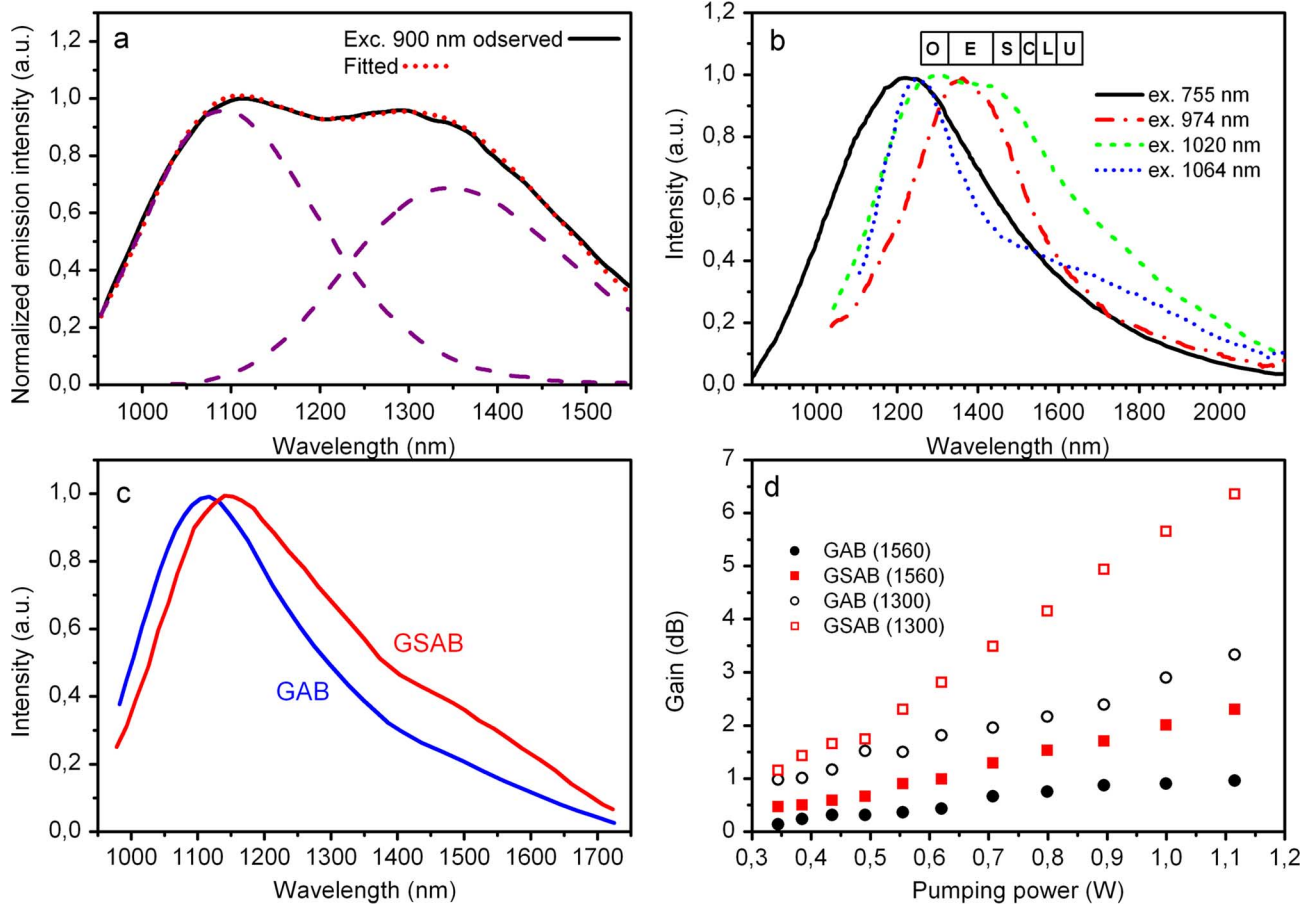 a
Exc. 900 nm odserved
Fitted
1,2
1,0
0,8
0,6
0,4
0,2
0,0
Normalized emission intensity (a.u.)
1000 1100 1200 1300 1400 1500
Wavelength (nm)
b
O E S C L U
ex. 755 nm
ex. 974 nm
ex. 1020 nm
ex. 1064 nm
1,2
1,0
0,8
0,6
0,4
0,2
0,0
Intensity (a.u.)
1000 1200 1400 1600 1800 2000
Wavelength (nm)
c
GSAB
GAB
1,0
0,8
0,6
0,4
0,2
0,0
Intensity (a.u.)
1000 1100 1200 1300 1400 1500 1600 1700
Wavelength (nm)
d
GAB (1560)
GSAB (1560)
GAB (1300)
GSAB (1300)
7
6
5
4
3
2
1
0
Gain (dB)
0,3 0,4 0,5 0,6 0,7 0,8 0,9 1,0 1,1 1,2
Pumping power (W)